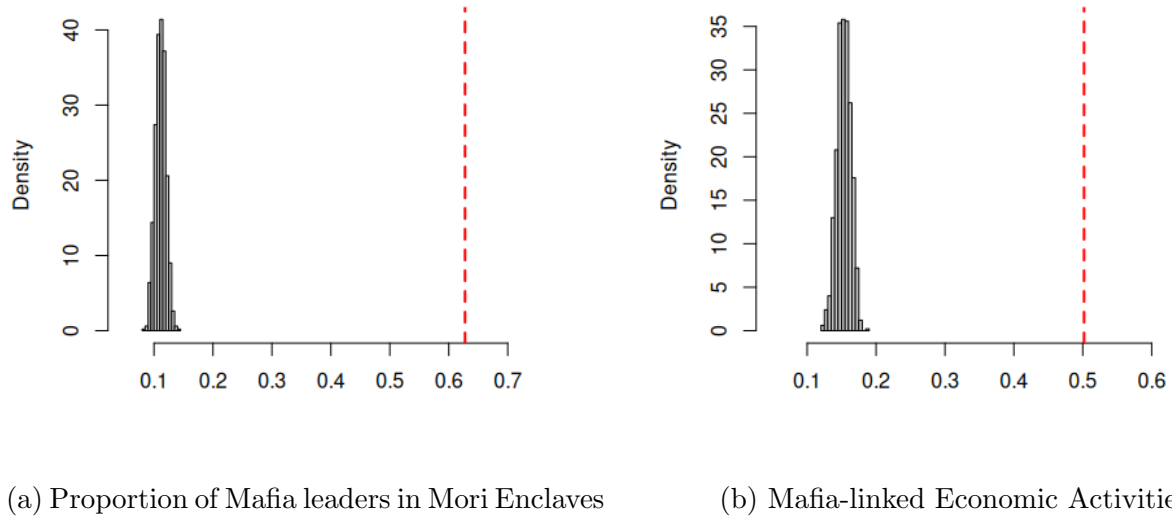 Density
40
30
20
10
0
0.1 0.2 0.3 0.4 0.5 0.6 0.7
Density
35
30
25
20
15
10
5
0
0.1 0.2 0.3 0.4 0.5 0.6
(a) Proportion of Mafia leaders in Mori Enclaves
(b) Mafia-linked Economic Activitie